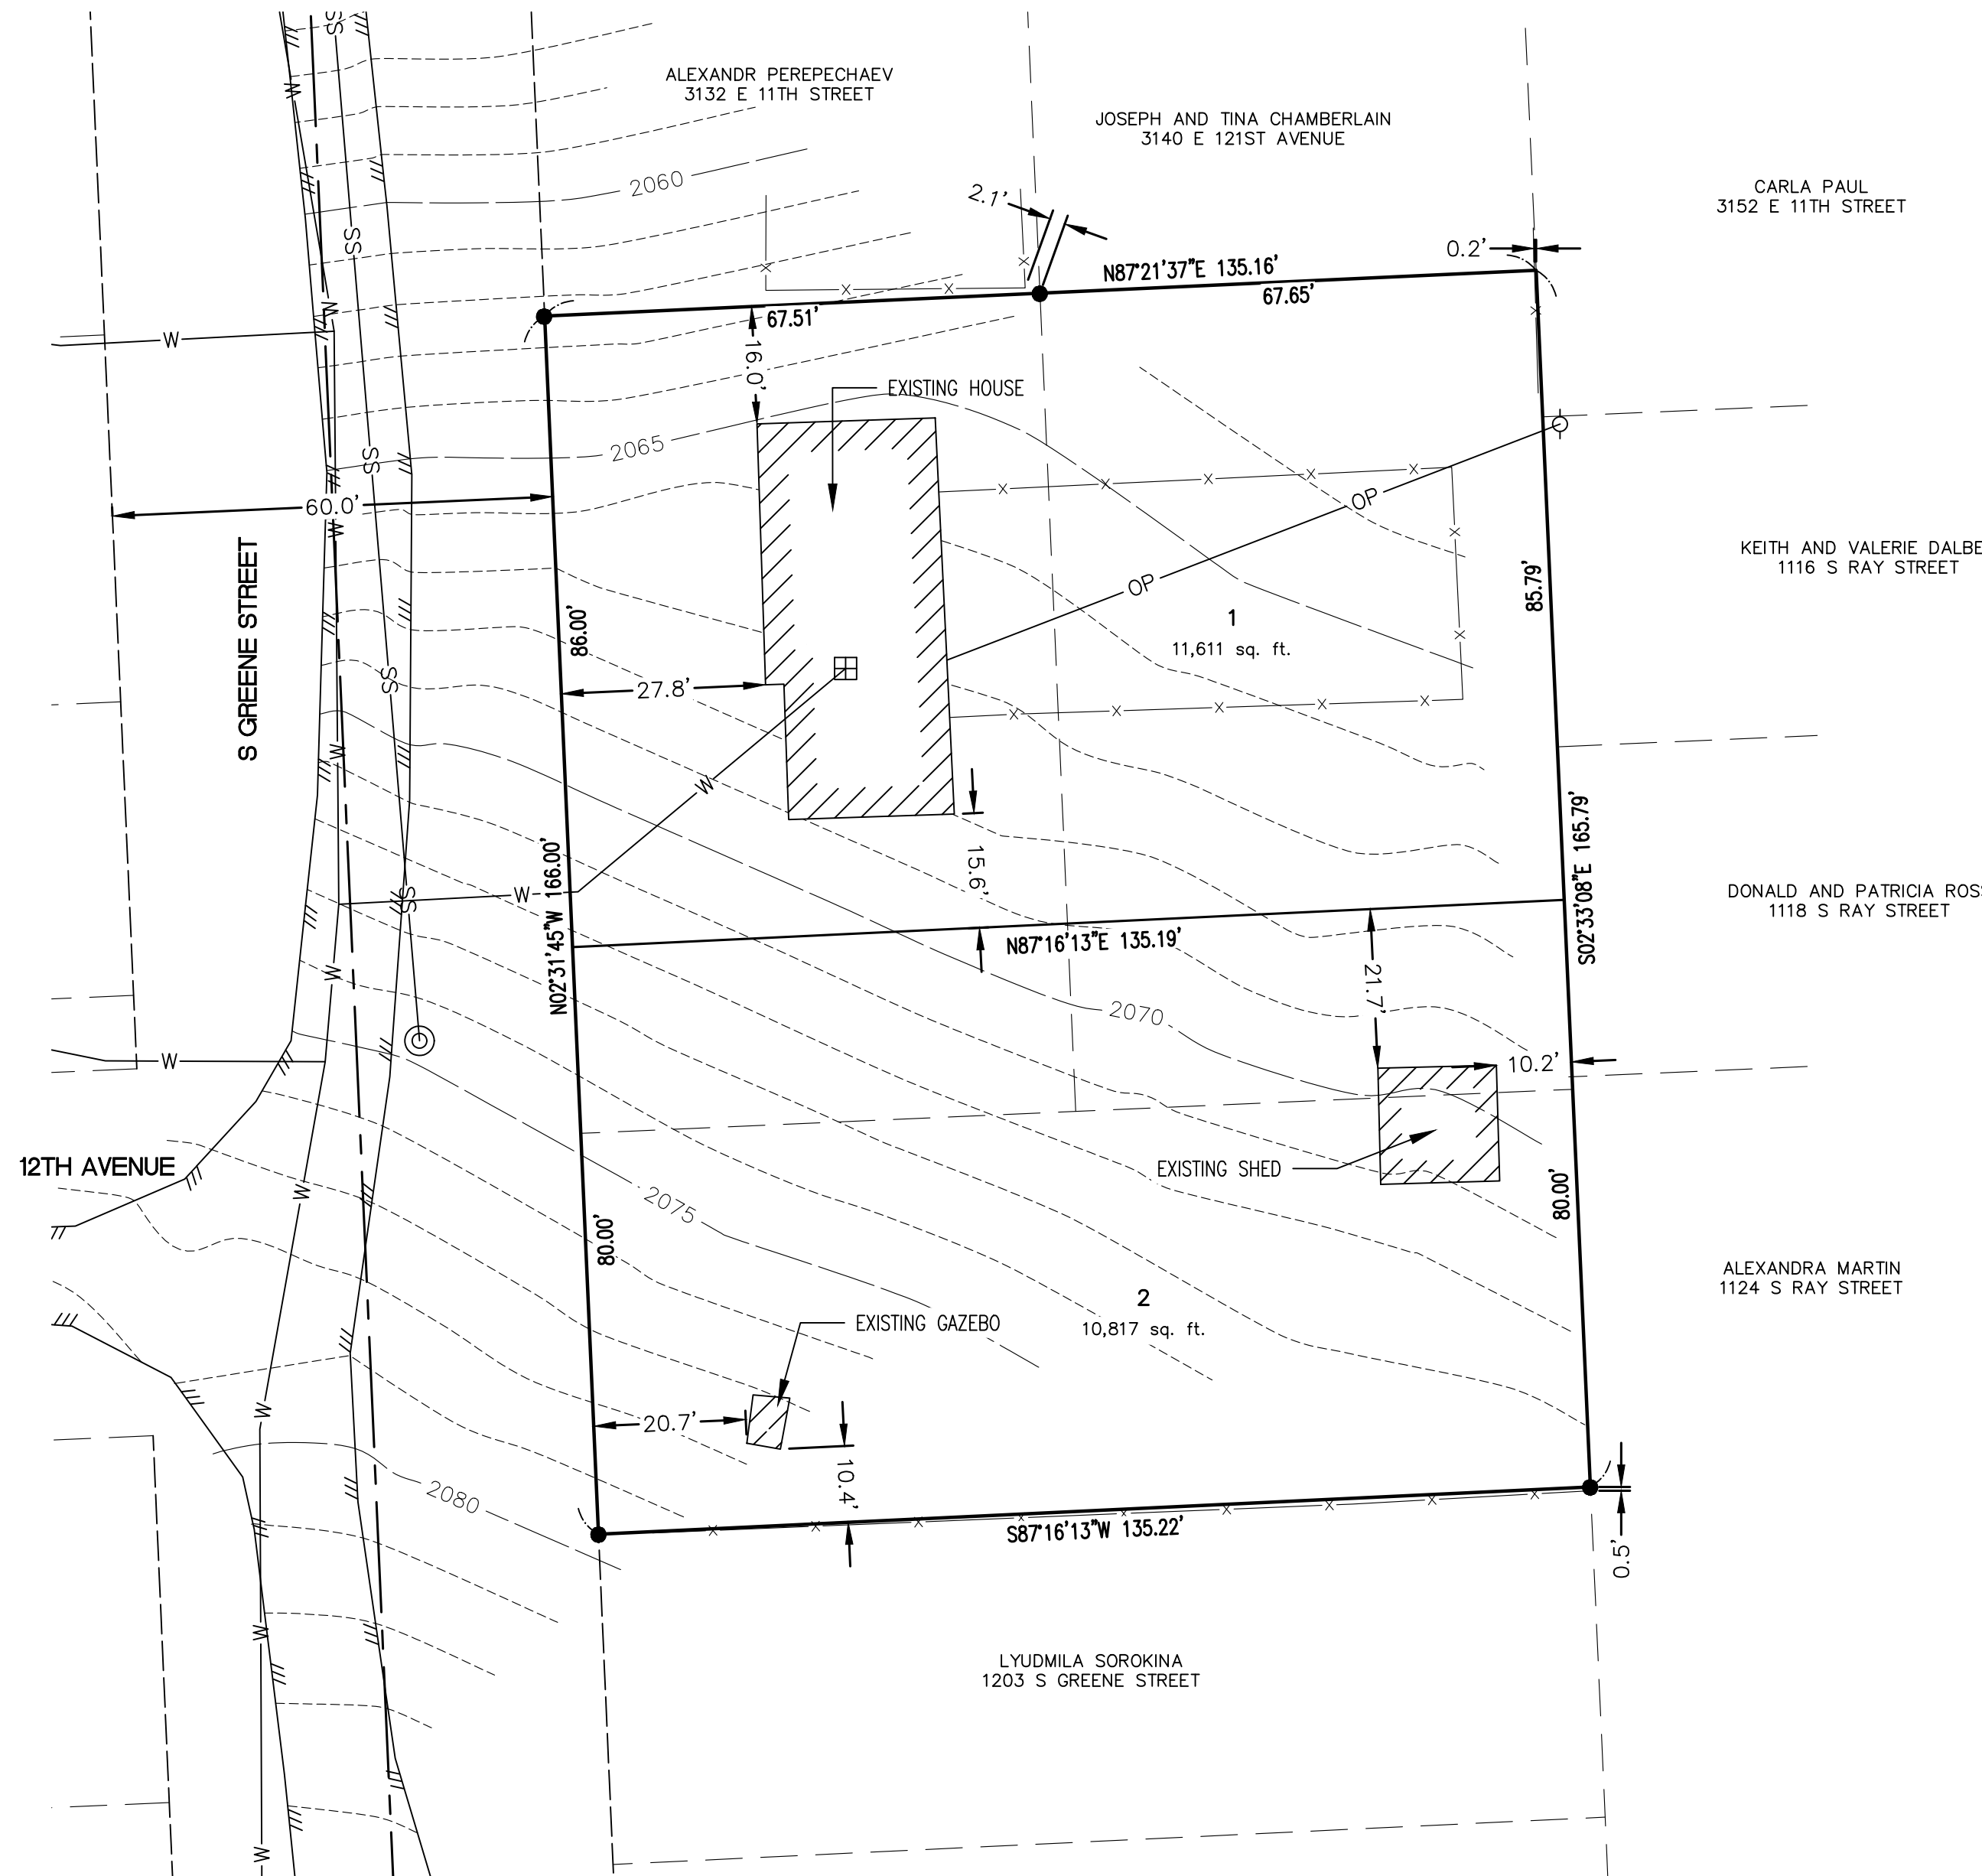 SS
ALEXANDR PEREPECHAEV
3132 E 11TH STREET
W
JOSEPH AND TINA CHAMBERLAIN
3140 E 121ST AVENUE
2060
2.1'
CARLA PAUL
3152 E 11TH STREET
SS
X
X
0.2'
N87°21'37"E 135.16'
X
X
67.65'
67.51'
W
X
W
16.0'
EXISTING HOUSE
2065
SS
X
X
X
X
X
OP
60.0'
W
X
KEITH AND VALERIE DALBE
1116 S RAY STREET
OP
85.79'
S GREENE STREET
86.00'
1
11,611 sq. ft.
X
SS
27.8'
X
X
X
X
X
W
W
15.6'
N02°31'45"W 166.00'
S02°33'08"E 165.79'
W
SS
DONALD AND PATRICIA ROS
1118 S RAY STREET
N87°16'13"E 135.19'
W
21.7'
2070
W
10.2'
12TH AVENUE
EXISTING SHED
W
2075
80.00'
80.00'
ALEXANDRA MARTIN
1124 S RAY STREET
2
10,817 sq. ft.
EXISTING GAZEBO
W
20.7'
10.4'
2080
X
X
X
X
X
X
X
X
X
S87°16'13"W 135.22'
0.5'
W
LYUDMILA SOROKINA
1203 S GREENE STREET
W